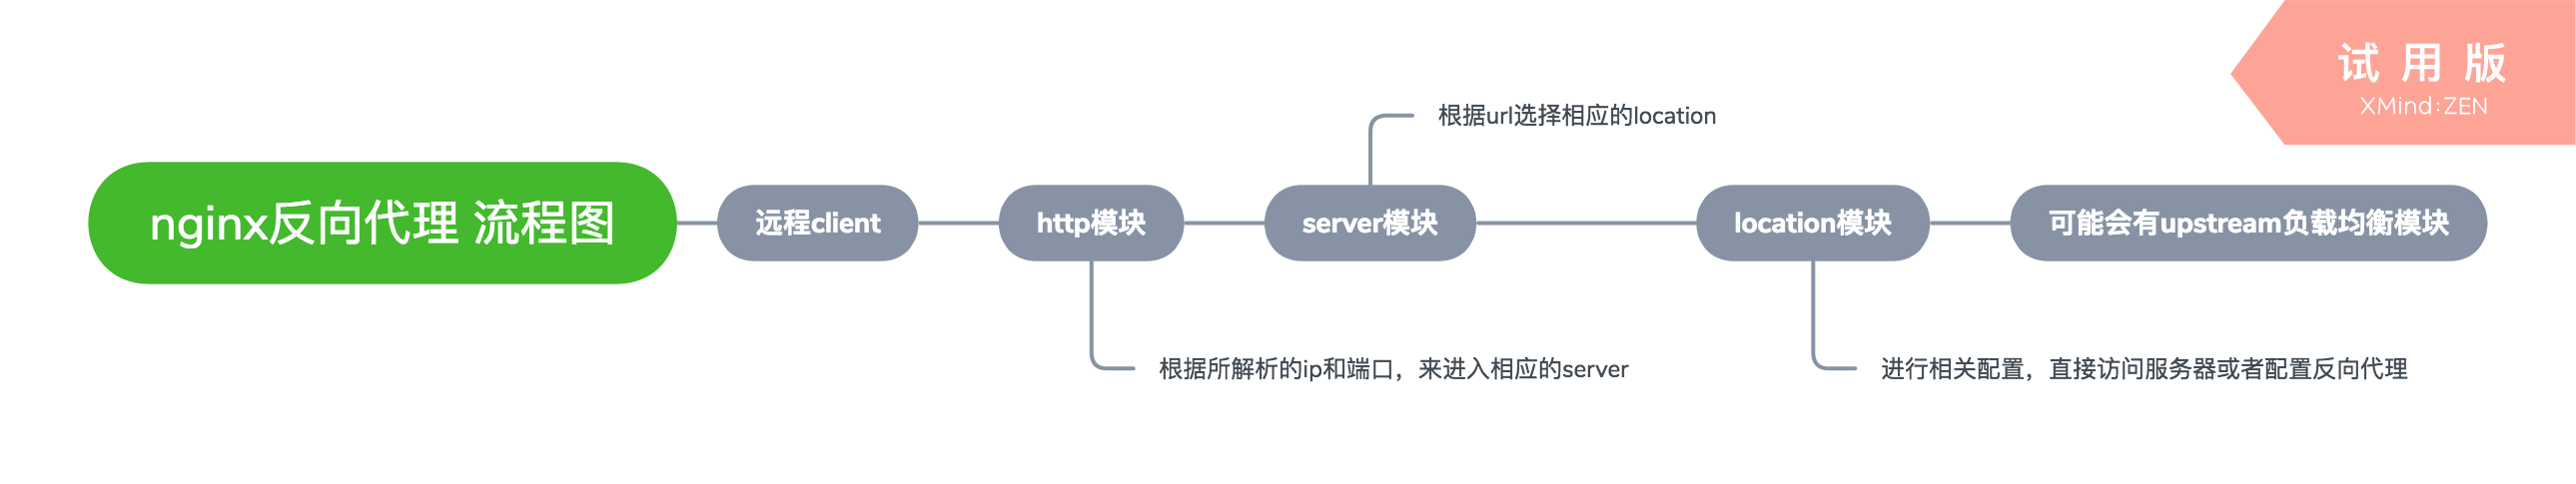 试 用 版
XMind:ZEN
根据url选择相应的location
nginx反向代理 流程图
远程client
http模块
server模块
location模块
可能会有upstream负载均衡模块
根据所解析的ip和端口，来进入相应的server
进行相关配置，直接访问服务器或者配置反向代理